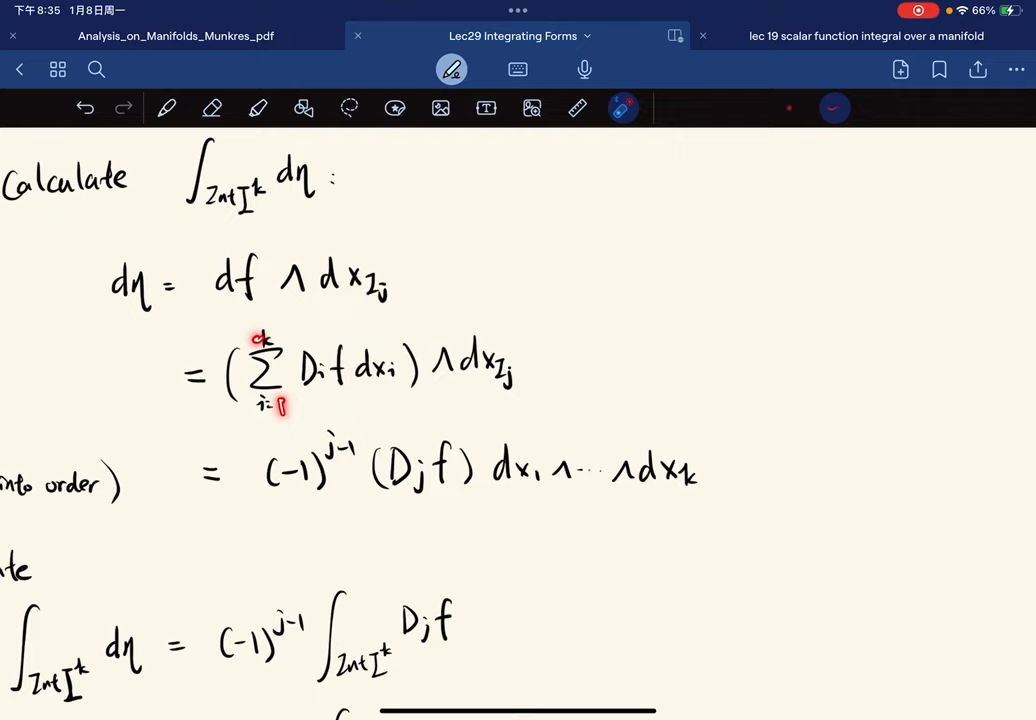 下午8:35 1月8日周一
66%
Analysis_on_Manifolds_Munkres_pdf
Lec29 Integrating Forms
lec 19 scalar function integral over a manifold
Calculate ∫_{Int I^k} dη :
dη = df ∧ dx_{I_j}
= (∑_{i=1}^{k} D_i f dx_i) ∧ dx_{I_j}
into order) = (-1)^{j-1} (D_j f) dx_1 ∧ ··· ∧ dx_k
te
∫_{Int I^k} dη = (-1)^{j-1} ∫_{Int I^k} D_j f